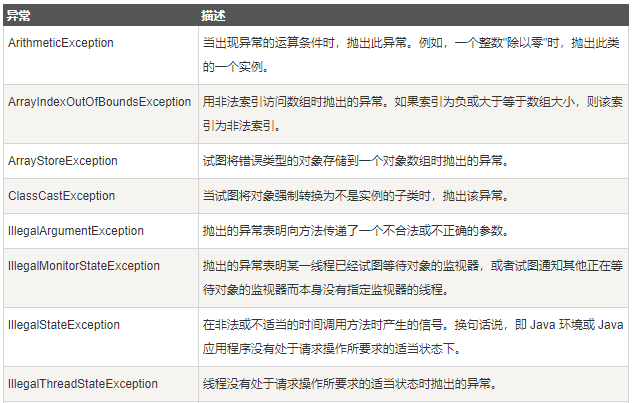 异常 描述
ArithmeticException 当出现异常的运算条件时，抛出此异常。例如，一个整数"除以零"时，抛出此类
的一个实例。
ArrayIndexOutOfBoundsException 用非法索引访问数组时抛出的异常。如果索引为负或大于等于数组大小，则该索
引为非法索引。
ArrayStoreException 试图将错误类型的对象存储到一个对象数组时抛出的异常。
ClassCastException 当试图将对象强制转换为不是实例的子类时，抛出该异常。
IllegalArgumentException 抛出的异常表明向方法传递了一个不合法或不正确的参数。
IllegalMonitorStateException 抛出的异常表明某一线程已经试图等待对象的监视器，或者试图通知其他正在等
待对象的监视器而本身没有指定监视器的线程。
IllegalStateException 在非法或不适当的时间调用方法时产生的信号。换句话说，即 Java 环境或 Java
应用程序没有处于请求操作所要求的适当状态下。
IllegalThreadStateException 线程没有处于请求操作所要求的适当状态时抛出的异常。